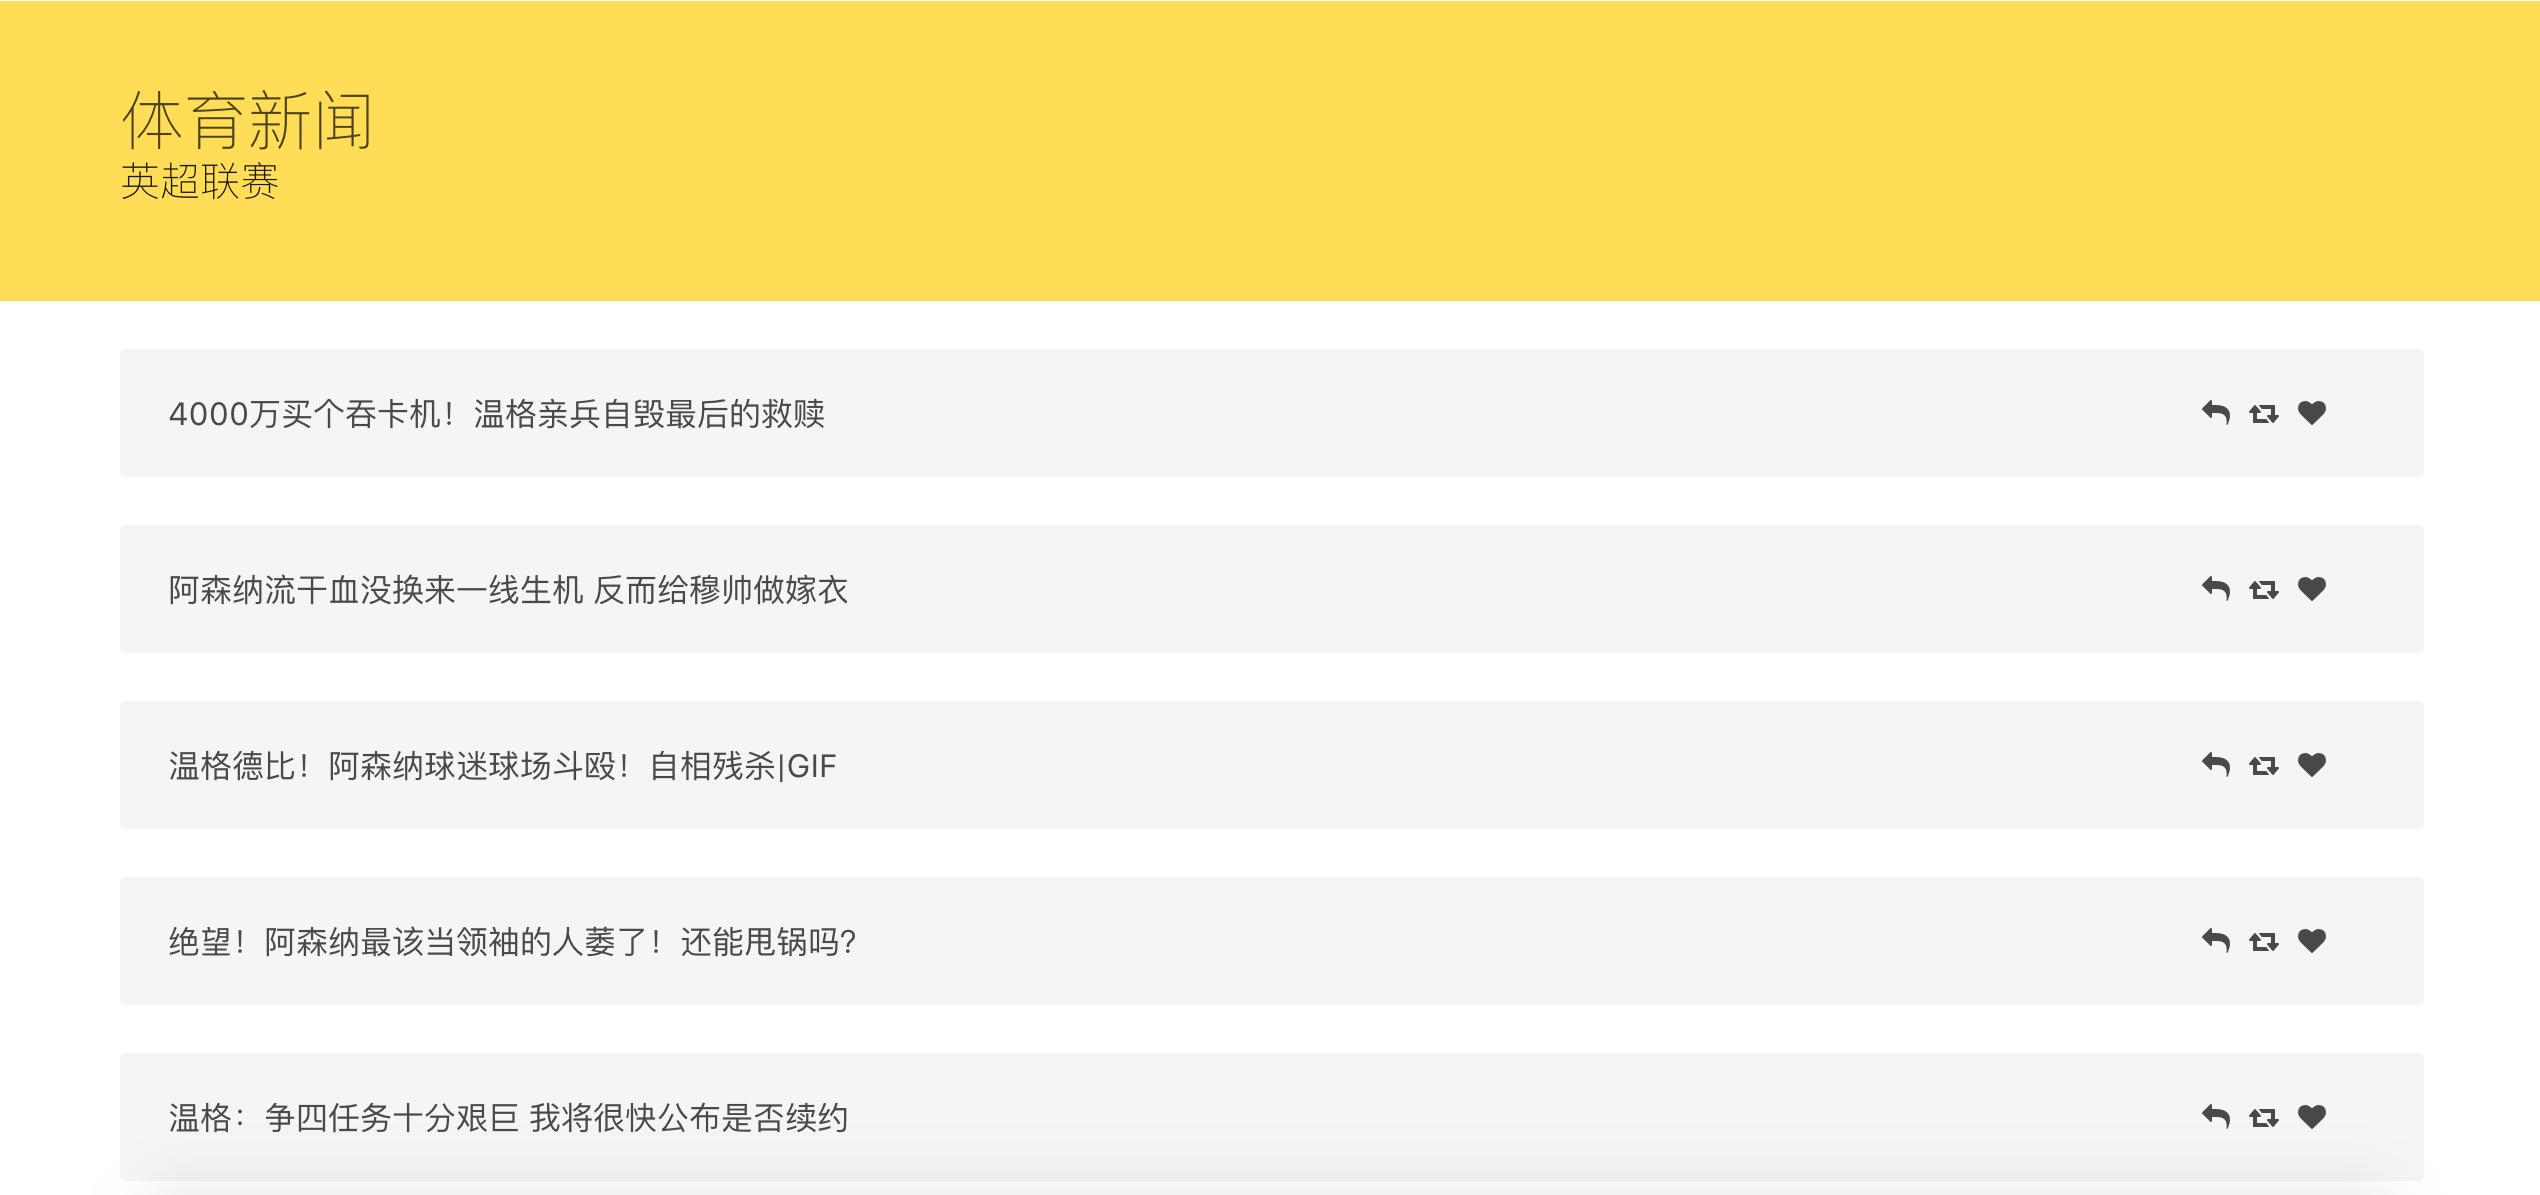 体育新闻
英超联赛
4000万买个吞卡机！温格亲兵自毁最后的救赎
阿森纳流干血没换来一线生机 反而给穆帅做嫁衣
温格德比！阿森纳球迷球场斗殴！自相残杀|GIF
绝望！阿森纳最该当领袖的人萎了！还能甩锅吗?
温格：争四任务十分艰巨 我将很快公布是否续约